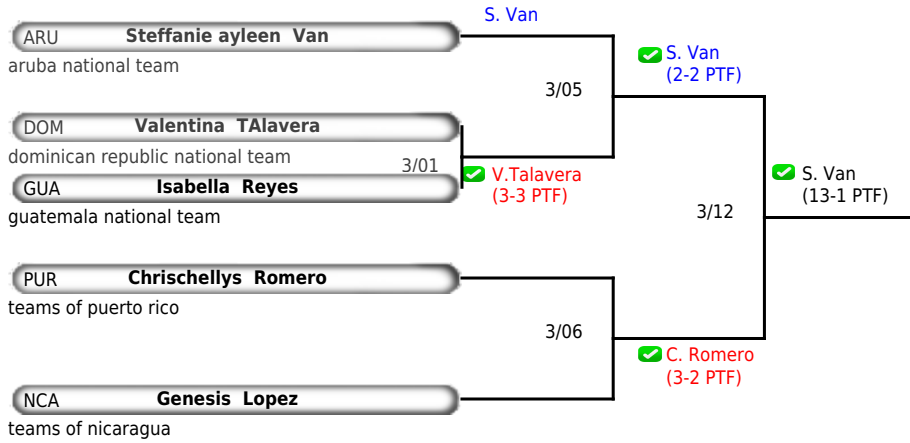 S. Van
ARU Steffanie ayleen Van
aruba national team
S. Van
(2-2 PTF)
3/05
DOM Valentina TAlavera
dominican republic national team
3/01
V.Talavera
(3-3 PTF)
GUA Isabella Reyes
guatemala national team
S. Van
(13-1 PTF)
3/12
PUR Chrischellys Romero
teams of puerto rico
3/06
C. Romero
(3-2 PTF)
NCA Genesis Lopez
teams of nicaragua